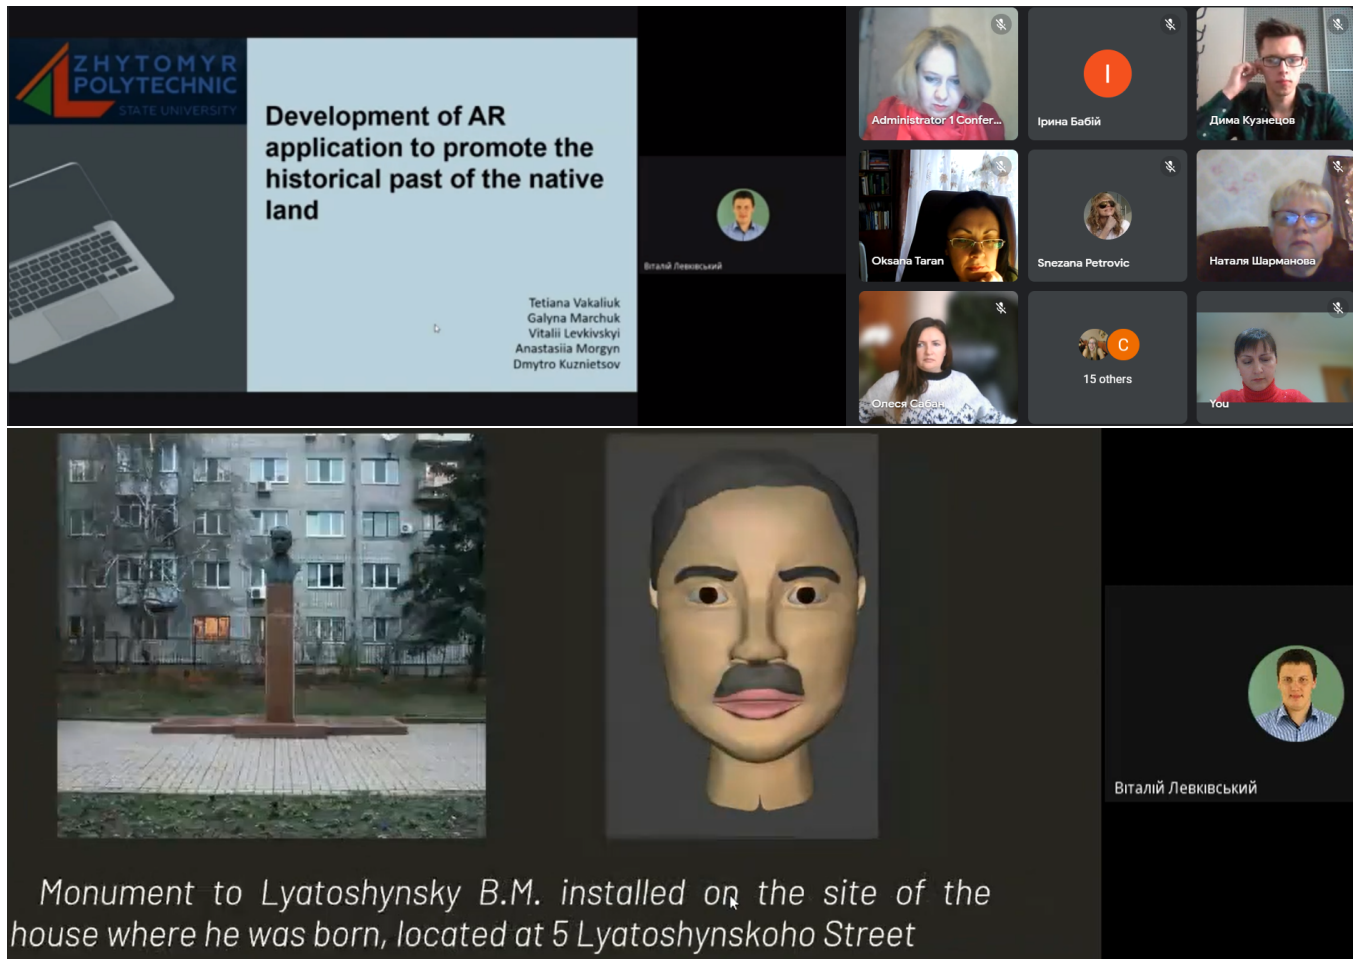 ZHYTOMYR
POLYTECHNIC
STATE UNIVERSITY
Development of AR
application to promote the
historical past of the native
land
Tetiana Vakaliuk
Galyna Marchuk
Vitalii Levkivskyi
Anastasiia Morgyn
Dmytro Kuznietsov
Віталій Левківський
Administrator 1 Confer...
I
Ірина Бабій
Дима Кузнецов
Oksana Taran
Snezana Petrovic
Наталя Шарманова
Олеся Сабан
C
15 others
You
Monument to Lyatoshynsky B.M. installed on the site of the
house where he was born, located at 5 Lyatoshynskoho Street
Віталій Левківський